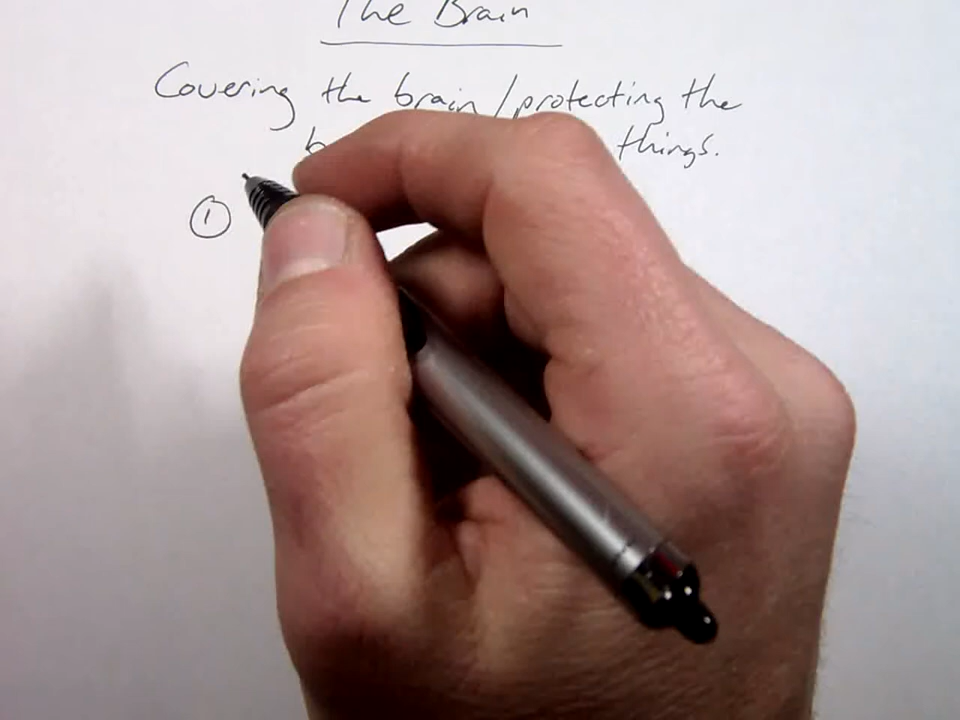 The Brain
Covering the brain / protecting the
things.
①